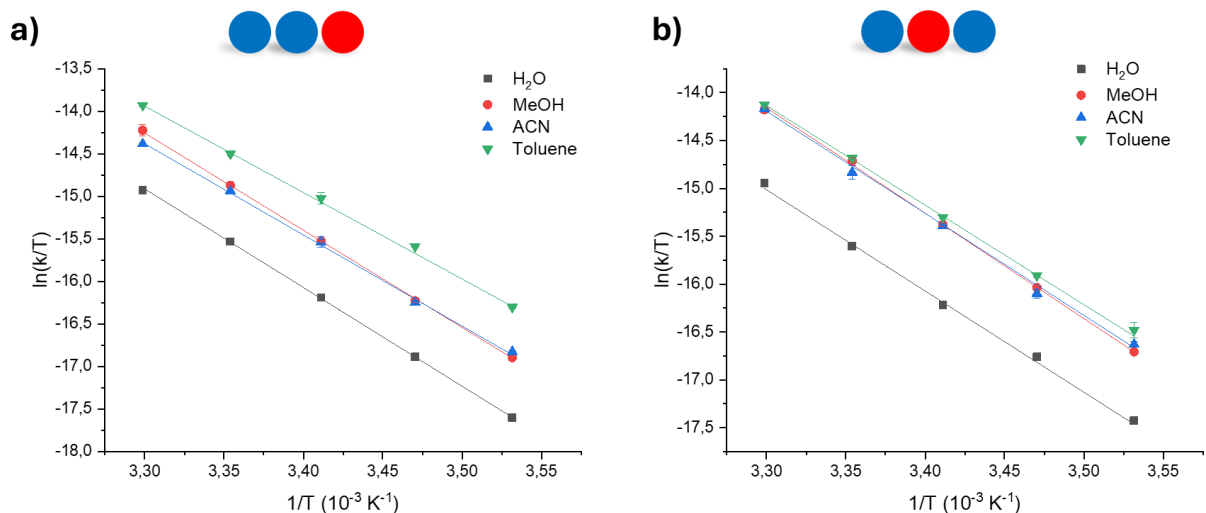 a)
H₂O
MeOH
ACN
Toluene
-13,5
-14,0
-14,5
-15,0
-15,5
-16,0
-16,5
-17,0
-17,5
-18,0
ln(k/T)
3,30
3,35
3,40
3,45
3,50
3,55
1/T (10⁻³ K⁻¹)
b)
H₂O
MeOH
ACN
Toluene
-14,0
-14,5
-15,0
-15,5
-16,0
-16,5
-17,0
-17,5
ln(k/T)
3,30
3,35
3,40
3,45
3,50
3,55
1/T (10⁻³ K⁻¹)